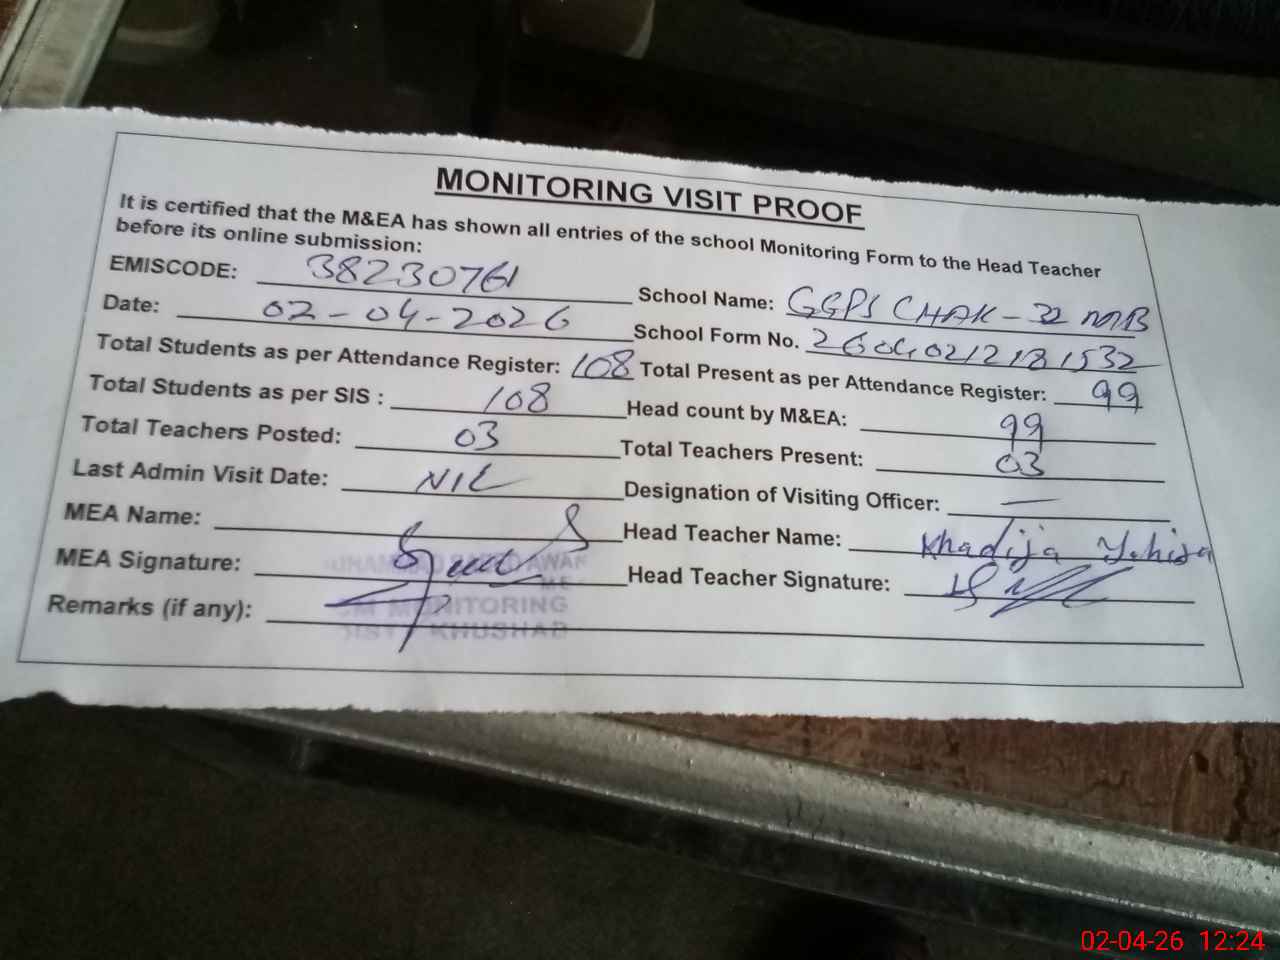 MONITORING VISIT PROOF
It is certified that the M&EA has shown all entries of the school Monitoring Form to the Head Teacher
before its online submission:
EMISCODE: 38230761 School Name: GGPS CHAK-32 MB
Date: 02-04-2026 School Form No. 26040212181532
Total Students as per Attendance Register: 108 Total Present as per Attendance Register: 99
Total Students as per SIS : 108 Head count by M&EA: 99
Total Teachers Posted: 03 Total Teachers Present: 03
Last Admin Visit Date: NIL Designation of Visiting Officer: —
MEA Name: Head Teacher Name: Khadija
MEA Signature: Head Teacher Signature:
Remarks (if any):
AWAN
MONITORING
KHUSHAB
02-04-26 12:24